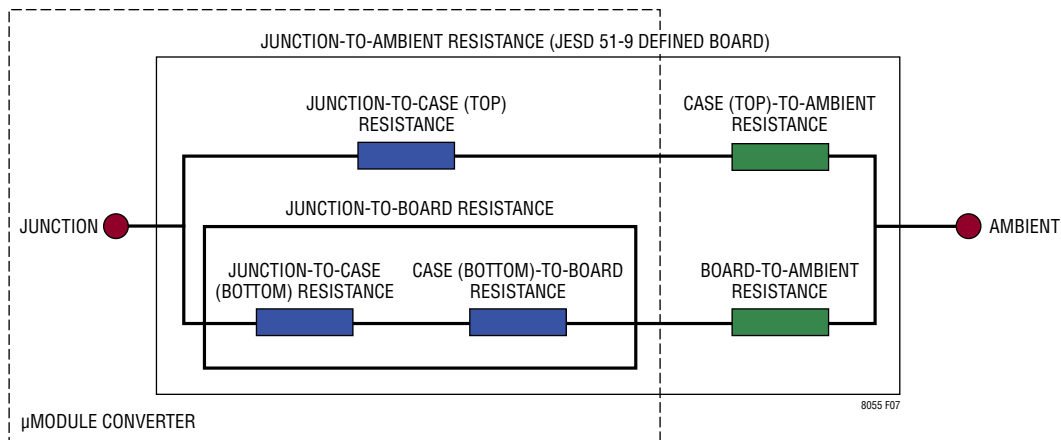 JUNCTION-TO-AMBIENT RESISTANCE (JESD 51-9 DEFINED BOARD)
JUNCTION-TO-CASE (TOP)
RESISTANCE
CASE (TOP)-TO-AMBIENT
RESISTANCE
JUNCTION-TO-BOARD RESISTANCE
JUNCTION
AMBIENT
JUNCTION-TO-CASE
(BOTTOM) RESISTANCE
CASE (BOTTOM)-TO-BOARD
RESISTANCE
BOARD-TO-AMBIENT
RESISTANCE
8055 F07
µMODULE CONVERTER